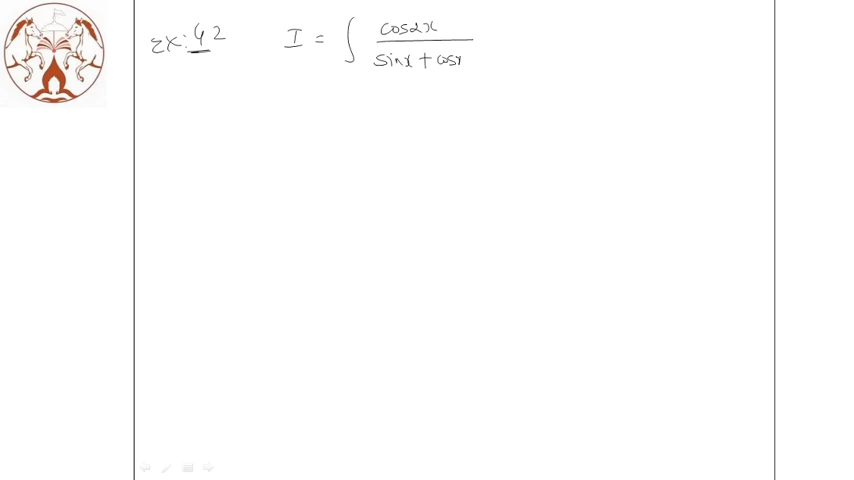 Ex: 42 I = ∫ cos2x / sinx + cosx